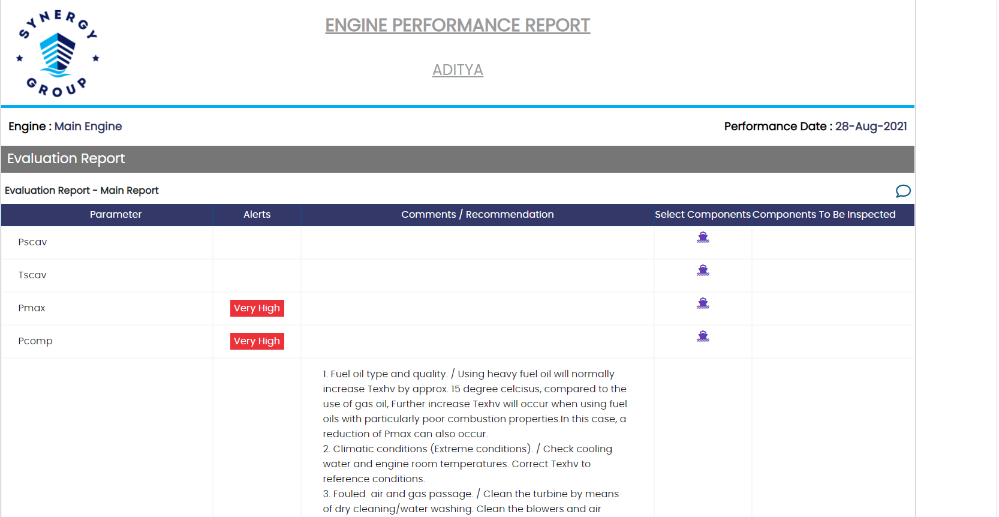 SYNERGY
GROUP
ENGINE PERFORMANCE REPORT
ADITYA
Engine : Main Engine
Performance Date : 28-Aug-2021
Evaluation Report
Evaluation Report - Main Report
Parameter Alerts Comments / Recommendation Select Components Components To Be Inspected
Pscav
Tscav
Pmax Very High
Pcomp Very High
1. Fuel oil type and quality. / Using heavy fuel oil will normally
increase Texhv by approx. 15 degree celcisus, compared to the
use of gas oil, Further increase Texhv will occur when using fuel
oils with particularly poor combustion properties.In this case, a
reduction of Pmax can also occur.
2. Climatic conditions (Extreme conditions). / Check cooling
water and engine room temperatures. Correct Texhv to
reference conditions.
3. Fouled  air and gas passage. / Clean the turbine by means
of dry cleaning/water washing. Clean the blowers and air